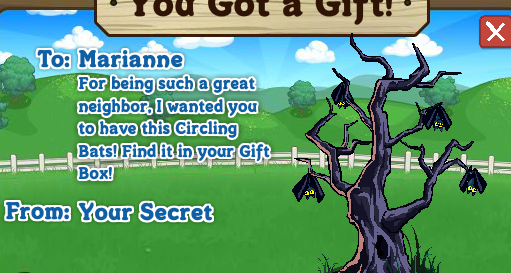 You Got a Gift!
To: Marianne
For being such a great
neighbor, I wanted you
to have this Circling
Bats! Find it in your Gift
Box!
From: Your Secret